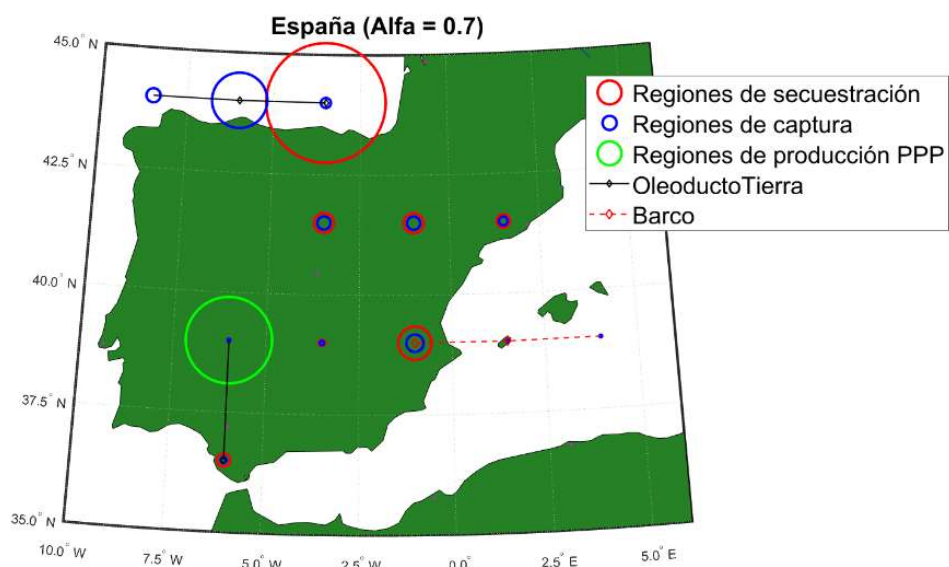 España (Alfa = 0.7)
45.0° N
42.5° N
40.0° N
37.5° N
35.0° N
10.0° W
7.5° W
5.0° W
2.5° W
0.0°
2.5° E
5.0° E
Regiones de secuestración
Regiones de captura
Regiones de producción PPP
OleoductoTierra
Barco